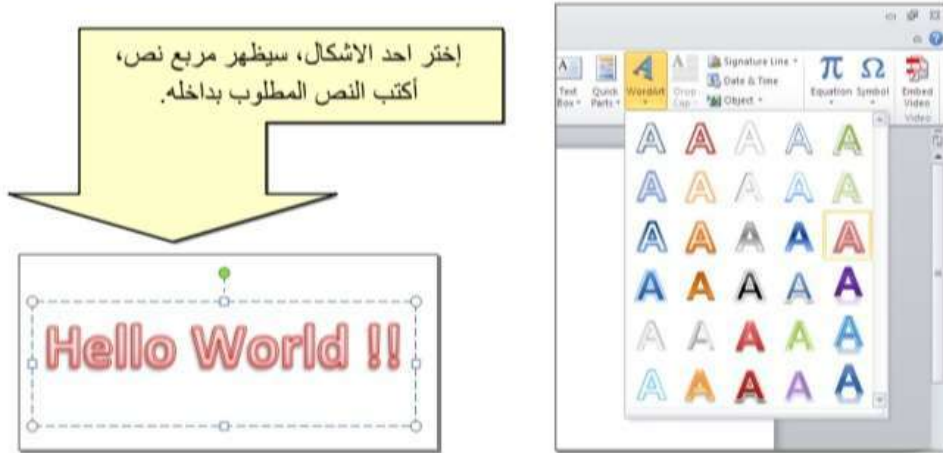 إختر احد الاشكال، سيظهر مربع نص،
أكتب النص المطلوب بداخله.
Hello World !!
Signature Line
Date & Time
Object
Text Box
Quick Parts
WordArt
Drop Cap
Equation
Symbol
Embed Video
Video